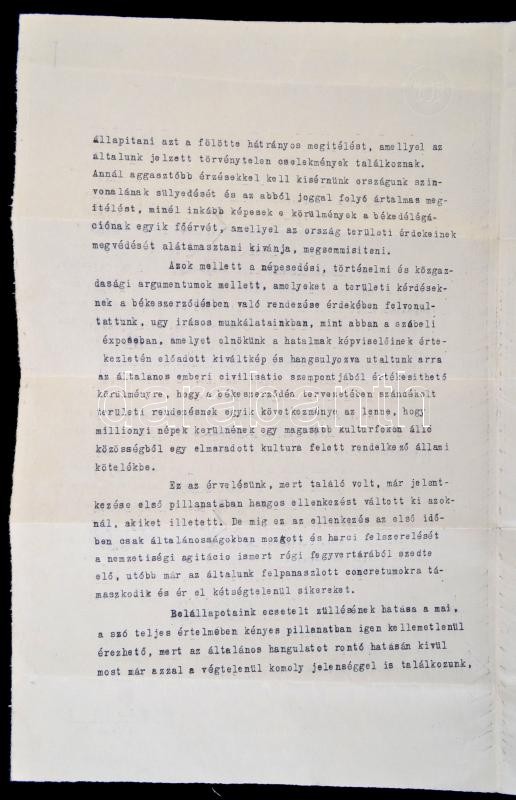 állapitani azt a fölötte hátrányos megitélést, amellyel az
általunk jelzett törvénytelen cselekmények találkoznak.
Annál aggasztóbb érzésekkel kell kisérnünk országunk szin-
vonalának sülyedését és az abból joggal folyó ártalmas meg-
itélést, minél inkább képesek e körülmények a békedélégá-
ciónak egyik főérvét, amellyel az ország területi érdekeinek
megvédését alátámasztani kivánja, megsemmisiteni.
Azok mellett a népesedési, történelmi és közgaz-
dasági argumentumok mellett, amelyeket a területi kérdések-
nek a békeszerződésben való rendezése érdekében felvonul-
tattunk, ugy irásos munkálatainkban, mint abban a szóbeli
éxposéban, amelyet elnökünk a hatalmak képviselőinek érte-
kezletén előadott kiváltkép és hangsulyozva utaltunk arra
az általános emberi civilisatio szempontjából értékesithető
körülményre, hogy a békeszerződés tervezetében szándékolt
területi rendezésnek egyik következménye az lenne, hogy
milliónyi népek kerülnének egy magasabb kulturfokon álló
közösségből egy elmaradott kultura felett rendelkező állami
kötelékbe.
Ez az érvelésünk, mert találó volt, már jelent-
kezése első pillanatában hangos ellenkezést váltott ki azok-
nál, akiket illetett. De mig ez az ellenkezés az első idő-
ben csak általánosságokban mozgott és harci felszerelését
a nemzetiségi agitáció ismert régi fegyvertárából szedte
elő, utóbb már az általunk felpanaszlott concretumokra tá-
maszkodik és ér el kétségtelenül sikereket.
Belállapotaink ecsetelt züllésének hatása a mai,
a szó teljes értelmében kényes pillanatban igen kellemetlenül
érezhető, mert az általános hangulatot rontó hatásán kivül
most már azzal a végtelenül komoly jelenséggel is találkozunk,
darabanth